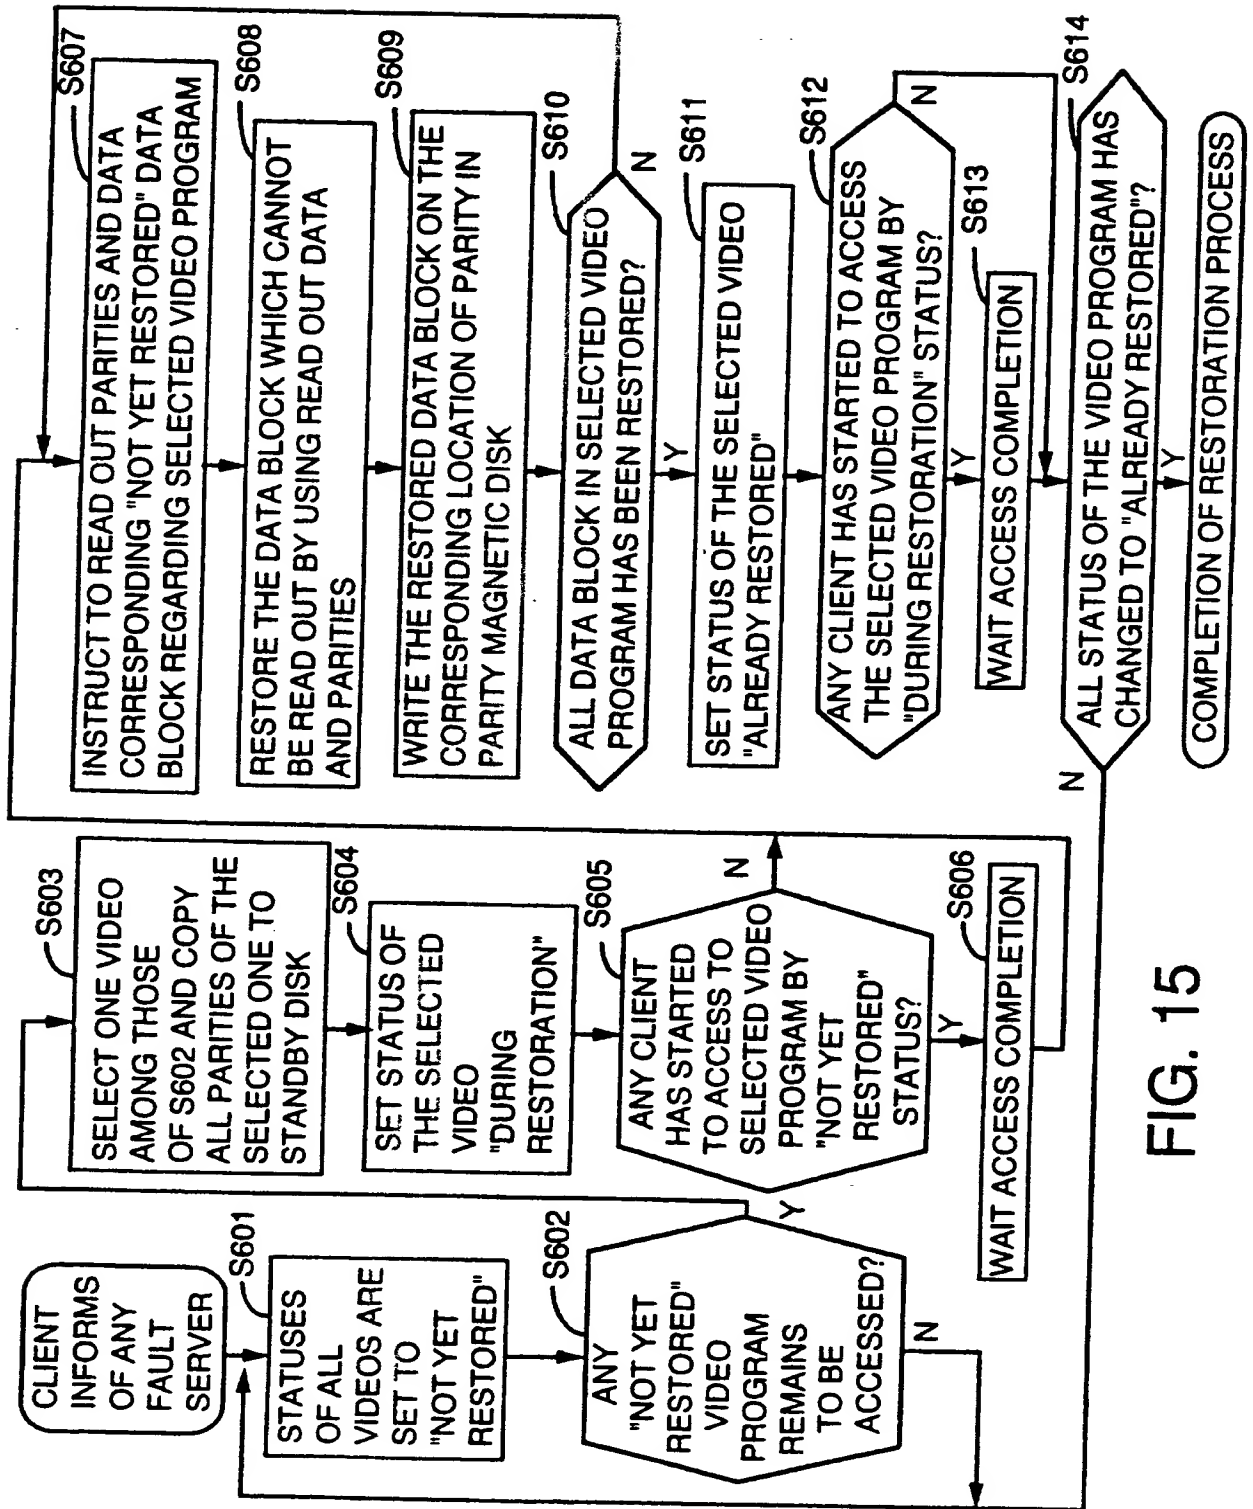 CLIENT
INFORMS
OF ANY
FAULT
SERVER
S601
STATUSES
OF ALL
VIDEOS ARE
SET TO
"NOT YET
RESTORED"
S602
ANY
"NOT YET
RESTORED"
VIDEO
PROGRAM
REMAINS
TO BE
ACCESSED?
Y
N
S603
SELECT ONE VIDEO
AMONG THOSE
OF S602 AND COPY
ALL PARITIES OF THE
SELECTED ONE TO
STANDBY DISK
S604
SET STATUS OF
THE SELECTED
VIDEO
"DURING
RESTORATION"
S605
ANY CLIENT
HAS STARTED
TO ACCESS TO
SELECTED VIDEO
PROGRAM BY
"NOT YET
RESTORED"
STATUS?
N
Y
S606
WAIT ACCESS COMPLETION
S607
INSTRUCT TO READ OUT PARITIES AND DATA
CORRESPONDING "NOT YET RESTORED" DATA
BLOCK REGARDING SELECTED VIDEO PROGRAM
S608
RESTORE THE DATA BLOCK WHICH CANNOT
BE READ OUT BY USING READ OUT DATA
AND PARITIES
S609
WRITE THE RESTORED DATA BLOCK ON THE
CORRESPONDING LOCATION OF PARITY IN
PARITY MAGNETIC DISK
S610
ALL DATA BLOCK IN SELECTED VIDEO
PROGRAM HAS BEEN RESTORED?
N
Y
S611
SET STATUS OF THE SELECTED VIDEO
"ALREADY RESTORED"
S612
ANY CLIENT HAS STARTED TO ACCESS
THE SELECTED VIDEO PROGRAM BY
"DURING RESTORATION" STATUS?
N
Y
S613
WAIT ACCESS COMPLETION
S614
ALL STATUS OF THE VIDEO PROGRAM HAS
CHANGED TO "ALREADY RESTORED"?
N
Y
COMPLETION OF RESTORATION PROCESS
FIG. 15